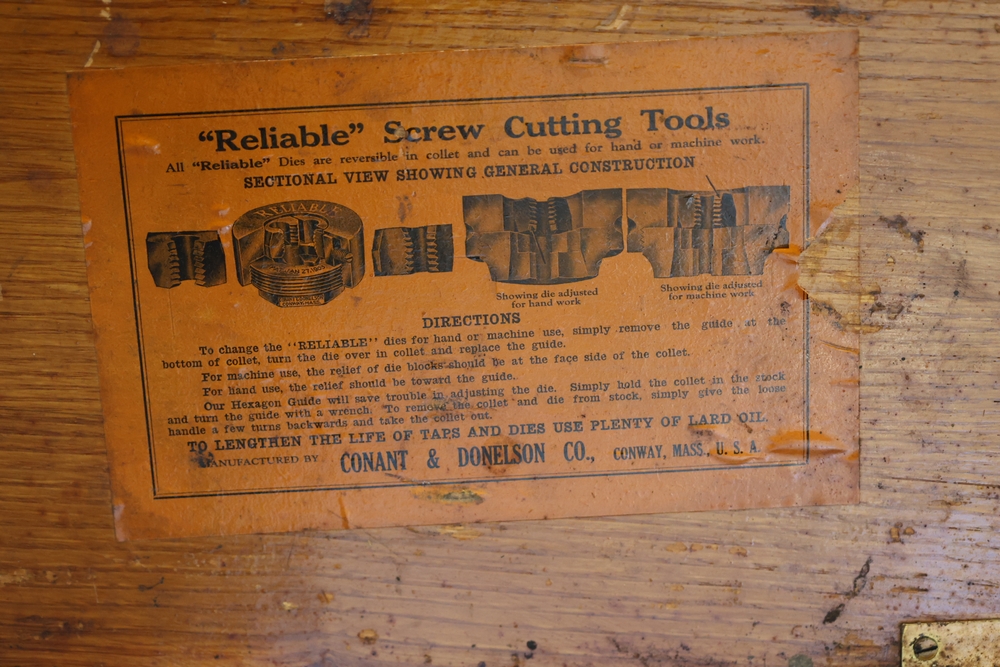 "Reliable" Screw Cutting Tools
All "Reliable" Dies are reversible in collet and can be used for hand or machine work.
SECTIONAL VIEW SHOWING GENERAL CONSTRUCTION
RELIABLE
Showing die adjusted
for hand work
Showing die adjusted
for machine work
DIRECTIONS
To change the "RELIABLE" dies for hand or machine use, simply remove the guide at the
bottom of collet, turn the die over in collet and replace the guide.
For machine use, the relief of die blocks should be at the face side of the collet.
For hand use, the relief should be toward the guide.
Our Hexagon Guide will save trouble in adjusting the die. Simply hold the collet in the stock
and turn the guide with a wrench. To remove the collet and die from stock, simply give the loose
handle a few turns backwards and take the collet out.
TO LENGTHEN THE LIFE OF TAPS AND DIES USE PLENTY OF LARD OIL.
MANUFACTURED BY CONANT & DONELSON CO., CONWAY, MASS., U. S. A.